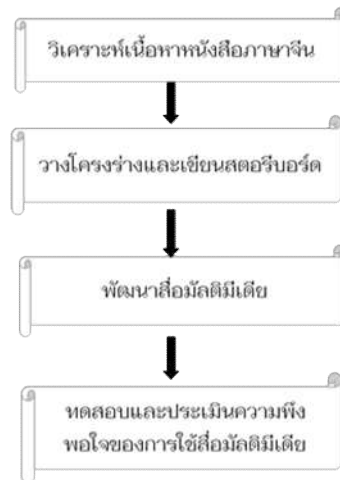 วิเคราะห์เนื้อหาหนังสือภาษาจีน
วางโครงร่างและเขียนสตอรีบอร์ด
พัฒนาสื่อมัลติมีเดีย
ทดสอบและประเมินความพึง
พอใจของการใช้สื่อมัลติมีเดีย